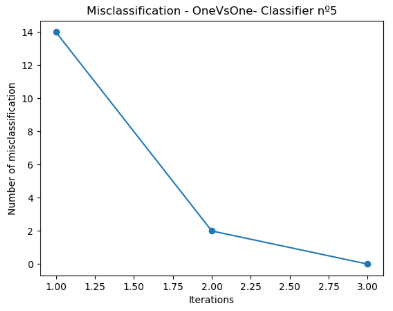 Misclassification - OneVsOne- Classifier nº5
14
12
10
8
6
4
2
0
Number of misclassification
1.00 1.25 1.50 1.75 2.00 2.25 2.50 2.75 3.00
Iterations